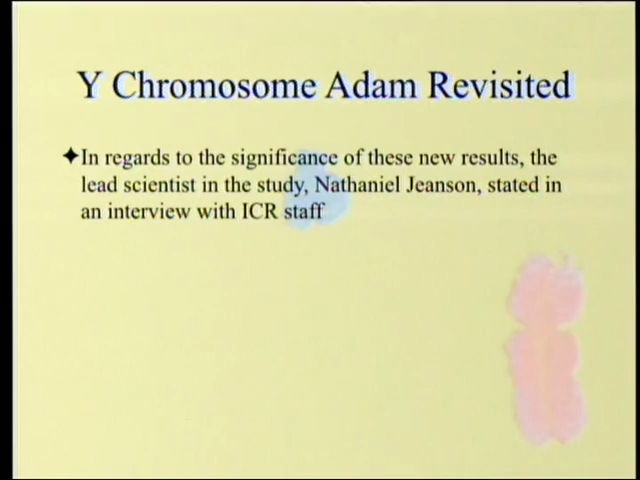 Y Chromosome Adam Revisited
✦In regards to the significance of these new results, the
lead scientist in the study, Nathaniel Jeanson, stated in
an interview with ICR staff